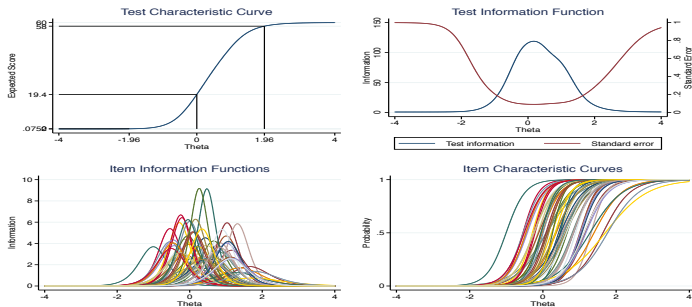 Test Characteristic Curve
Expected Score
60
58
19.4
.0752
-4
-1.96
0
1.96
4
Theta
Test Information Function
Information
150
100
50
0
Standard Error
1
.8
.6
.4
.2
0
-4
-2
0
2
4
Theta
Test information
Standard error
Item Information Functions
Information
10
8
6
4
2
0
-4
-2
0
2
4
Theta
Item Characteristic Curves
Probability
1
.5
0
-4
-2
0
2
4
Theta